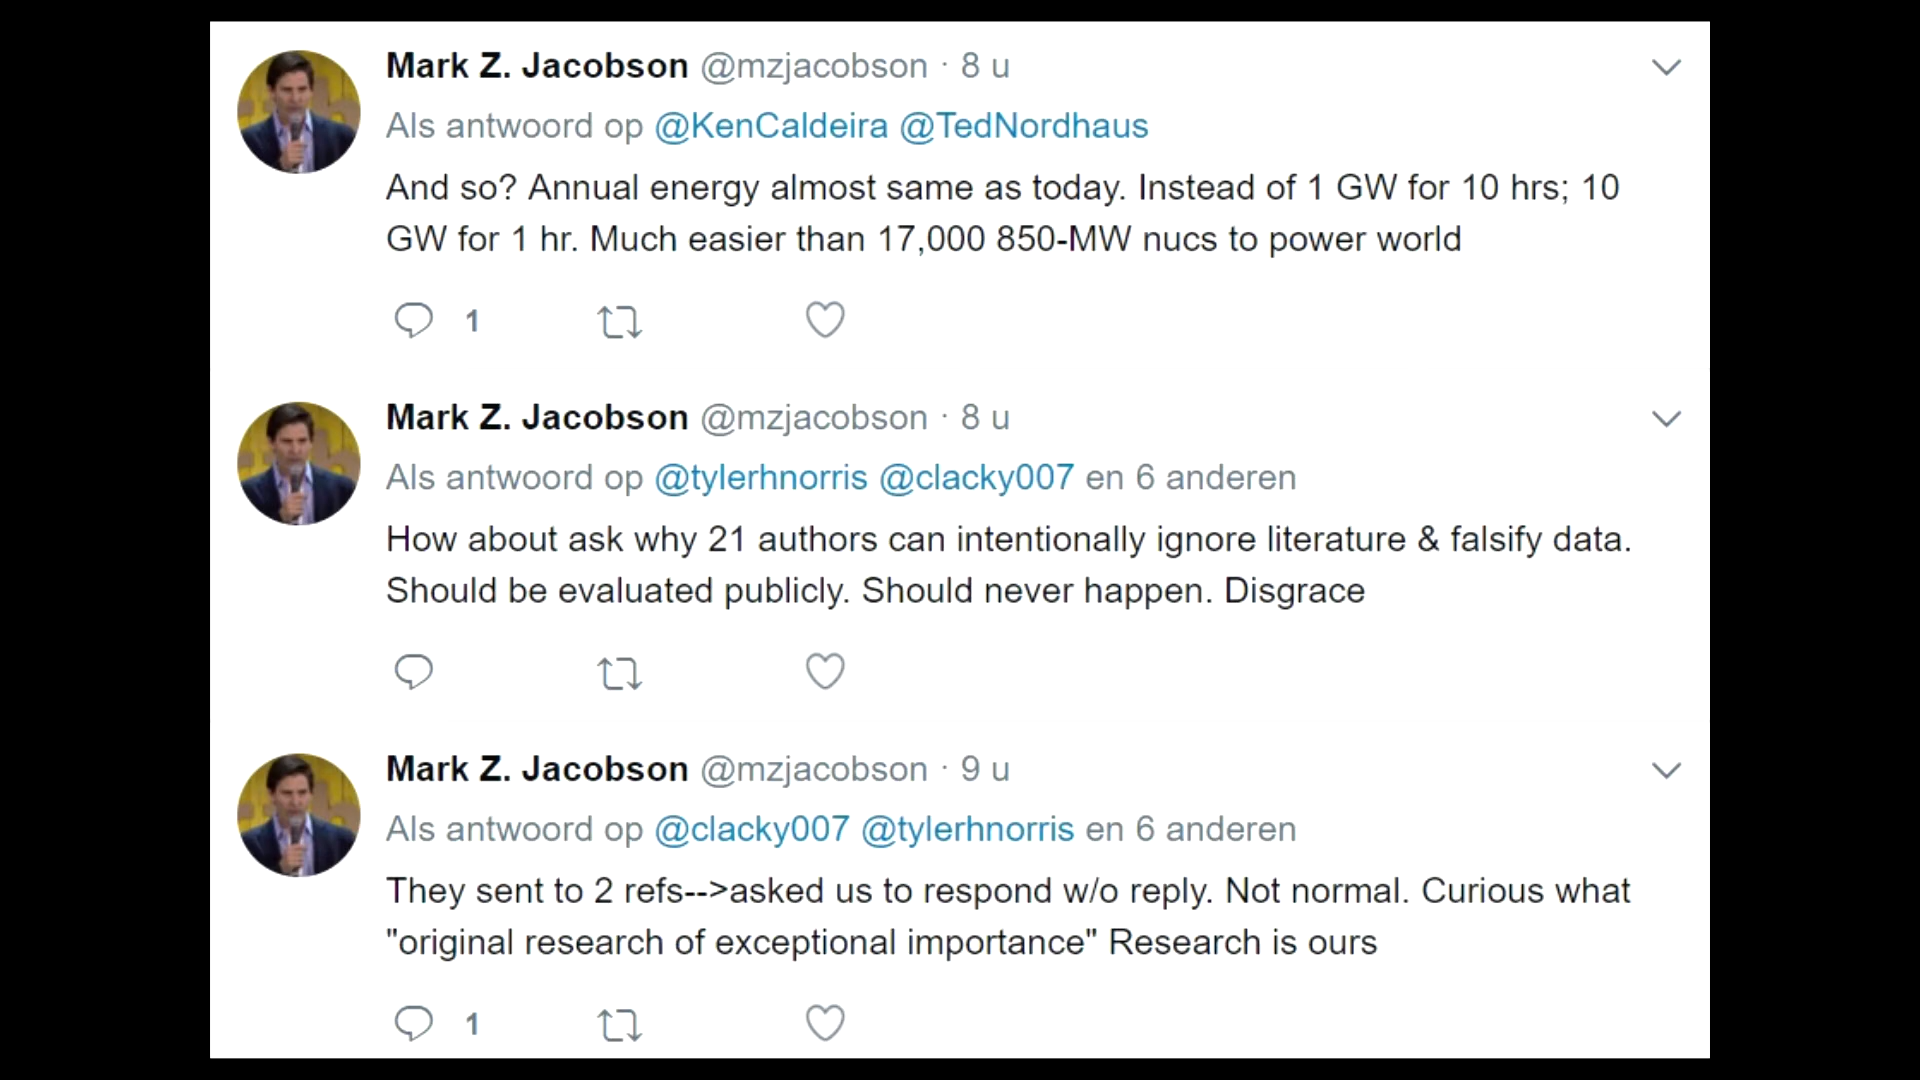 Mark Z. Jacobson @mzjacobson · 8 u
Als antwoord op @KenCaldeira @TedNordhaus
And so? Annual energy almost same as today. Instead of 1 GW for 10 hrs; 10
GW for 1 hr. Much easier than 17,000 850-MW nucs to power world
1
Mark Z. Jacobson @mzjacobson · 8 u
Als antwoord op @tylerhnorris @clacky007 en 6 anderen
How about ask why 21 authors can intentionally ignore literature & falsify data.
Should be evaluated publicly. Should never happen. Disgrace
Mark Z. Jacobson @mzjacobson · 9 u
Als antwoord op @clacky007 @tylerhnorris en 6 anderen
They sent to 2 refs-->asked us to respond w/o reply. Not normal. Curious what
"original research of exceptional importance" Research is ours
1